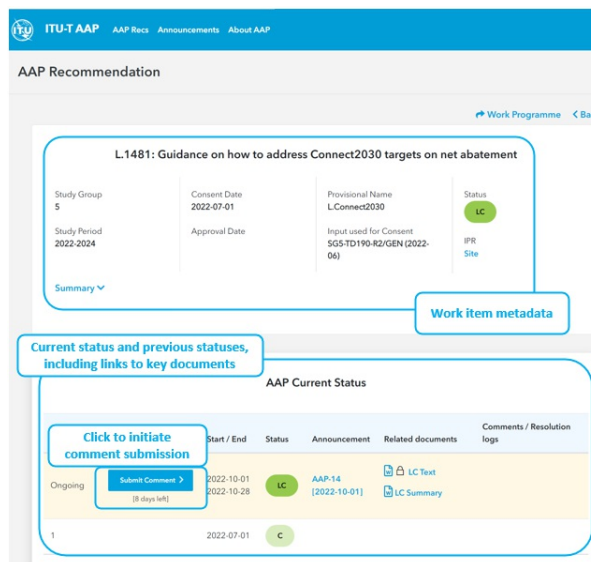 ITU
ITU-T AAP AAP Recs Announcements About AAP
AAP Recommendation
Work Programme Ba
L.1481: Guidance on how to address Connect2030 targets on net abatement
Study Group Consent Date Provisional Name Status
5 2022-07-01 L.Connect2030 LC
Study Period Approval Date Input used for Consent IPR
2022-2024 SG5-TD190-R2/GEN (2022- Site
06)
Summary
Work item metadata
Current status and previous statuses,
including links to key documents
AAP Current Status
Click to initiate
comment submission
Start / End Status Announcement Related documents Comments / Resolution
logs
Ongoing Submit Comment 2022-10-01 LC AAP-14 LC Text
[8 days left] 2022-10-28 [2022-10-01] LC Summary
1 2022-07-01 C